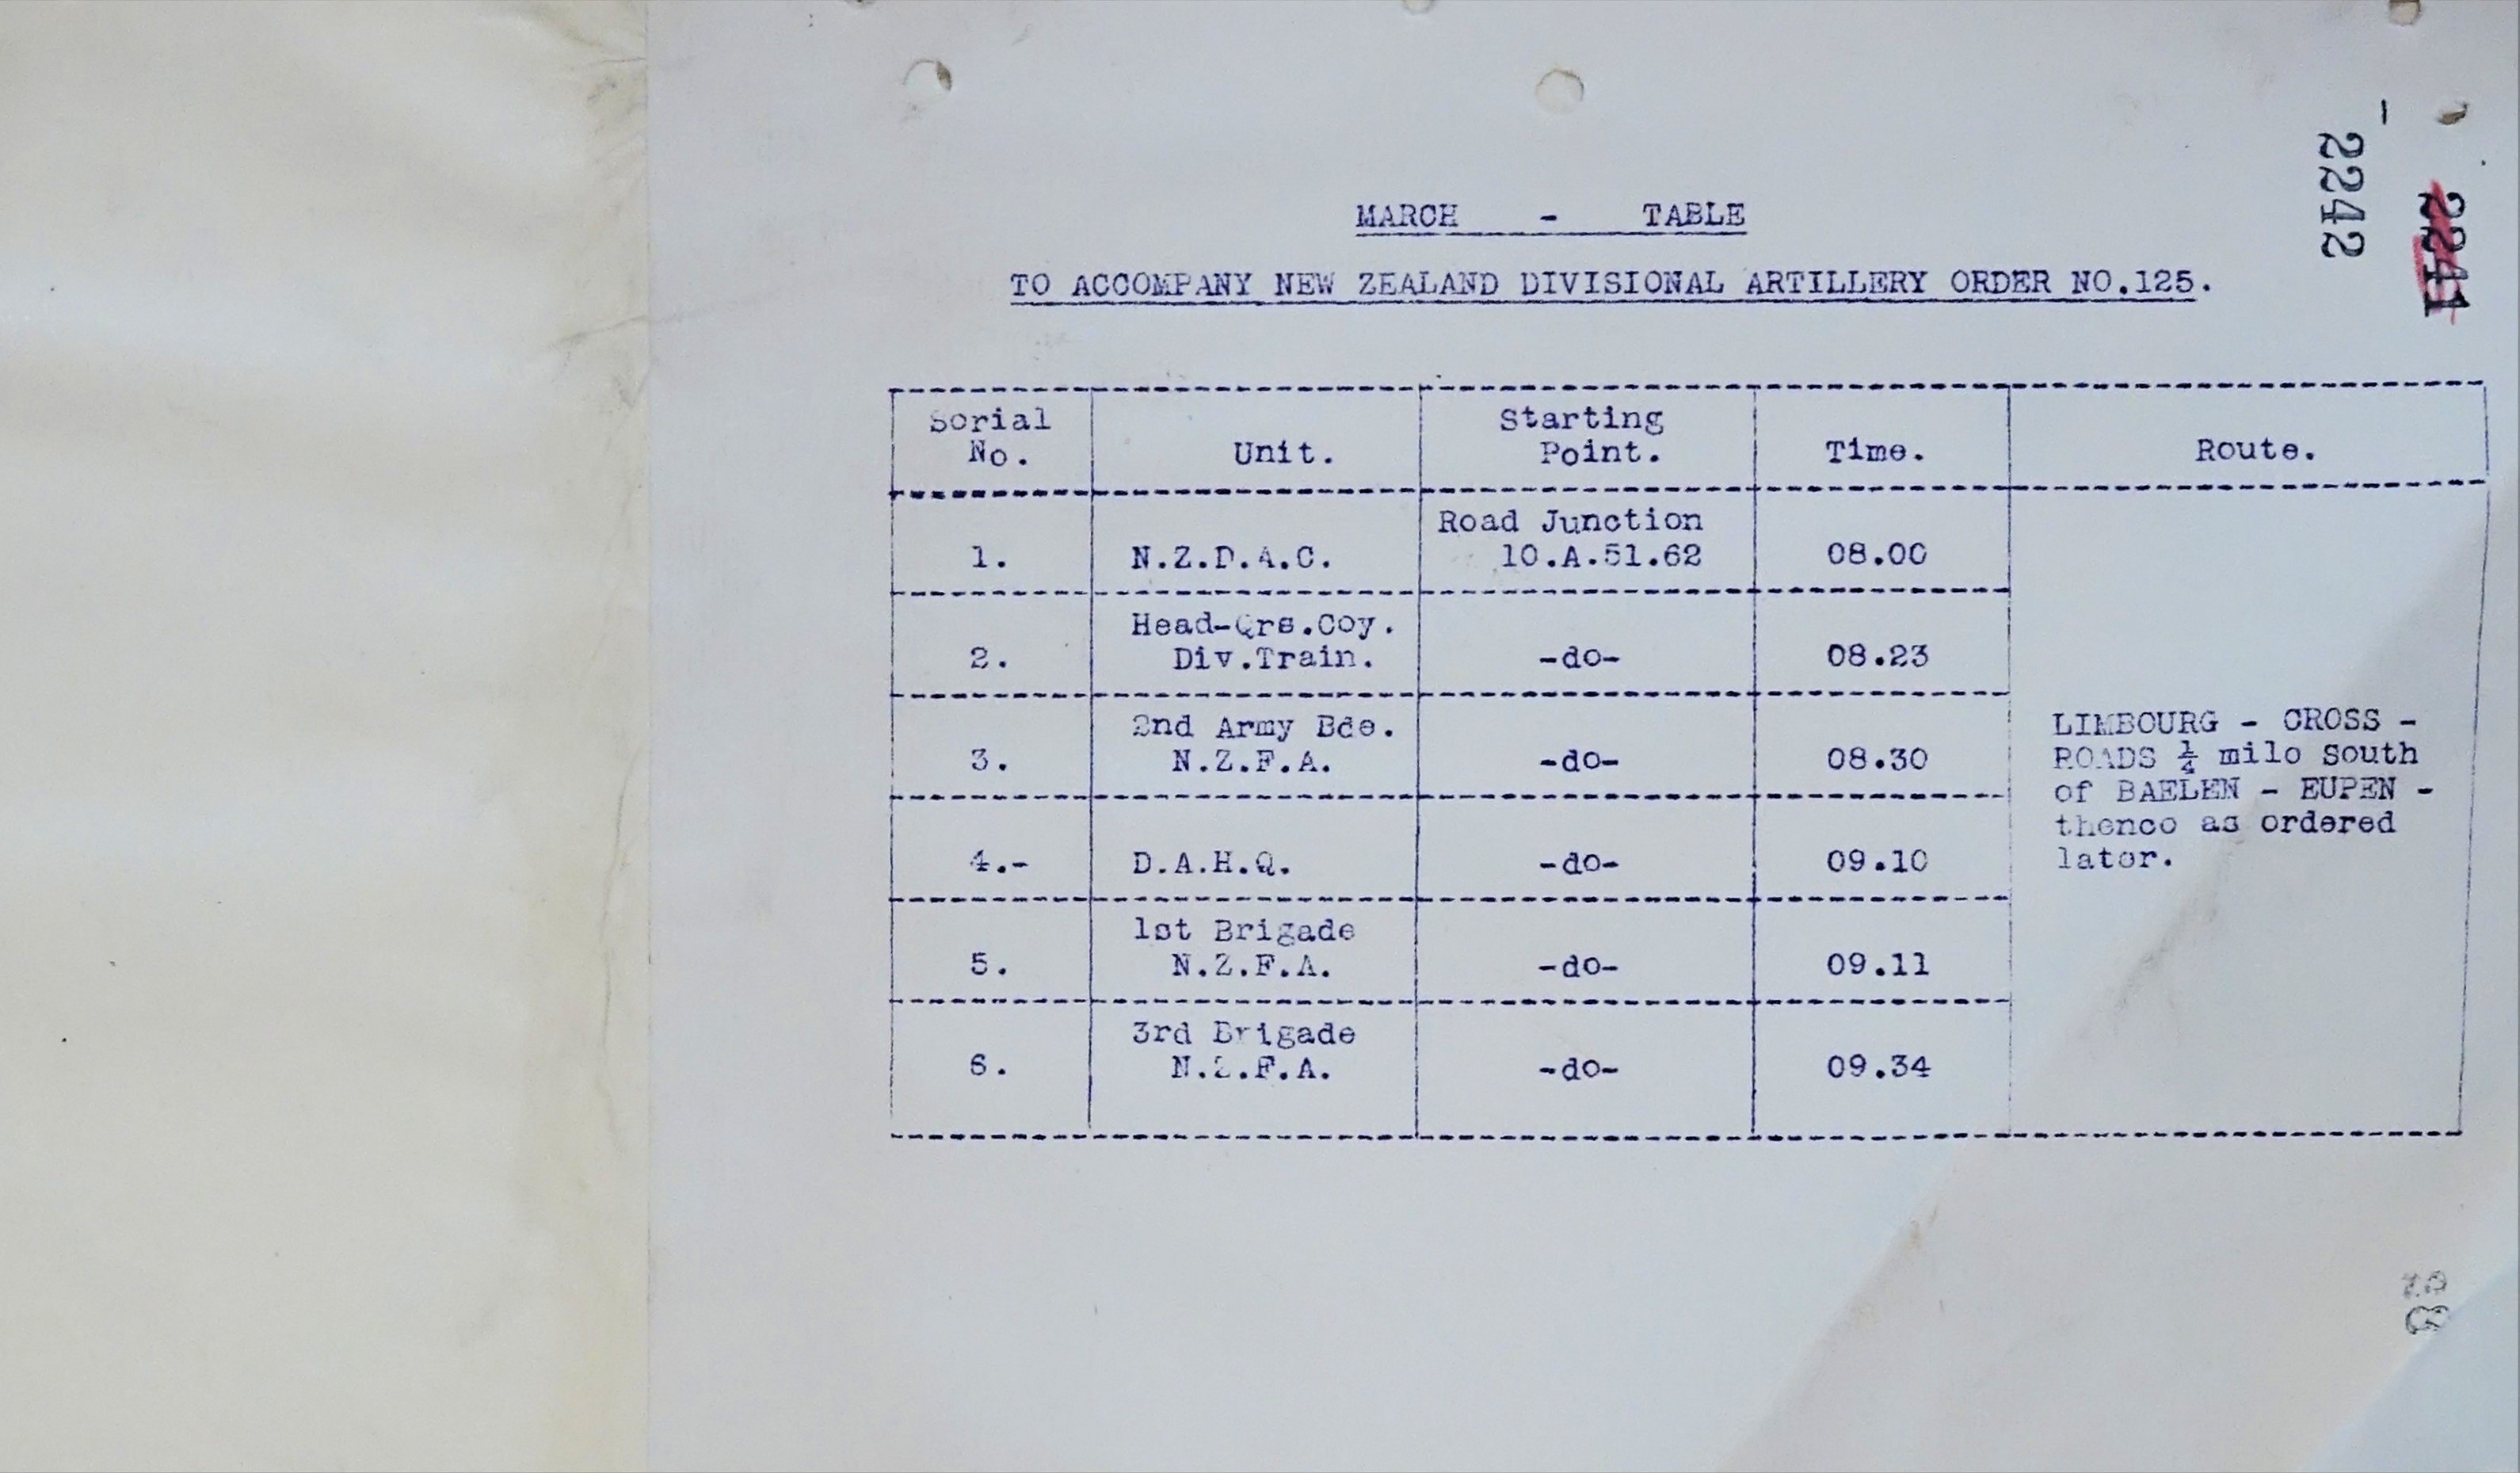 MARCH - TABLE
TO ACCOMPANY NEW ZEALAND DIVISIONAL ARTILLERY ORDER NO.125.
2242
2241
Serial No. Unit. Starting Point. Time. Route.
1. N.Z.D.A.C. Road Junction 10.A.51.62 08.00
2. Head-Qrs.Coy. Div.Train. -do- 08.23
3. 2nd Army Bde. N.Z.F.A. -do- 08.30
4.- D.A.H.Q. -do- 09.10
5. 1st Brigade N.Z.F.A. -do- 09.11
6. 3rd Brigade N.Z.F.A. -do- 09.34
LIMBOURG - CROSS -
ROADS ¼ mile south
of BAELEN - EUPEN -
thence as ordered
later.